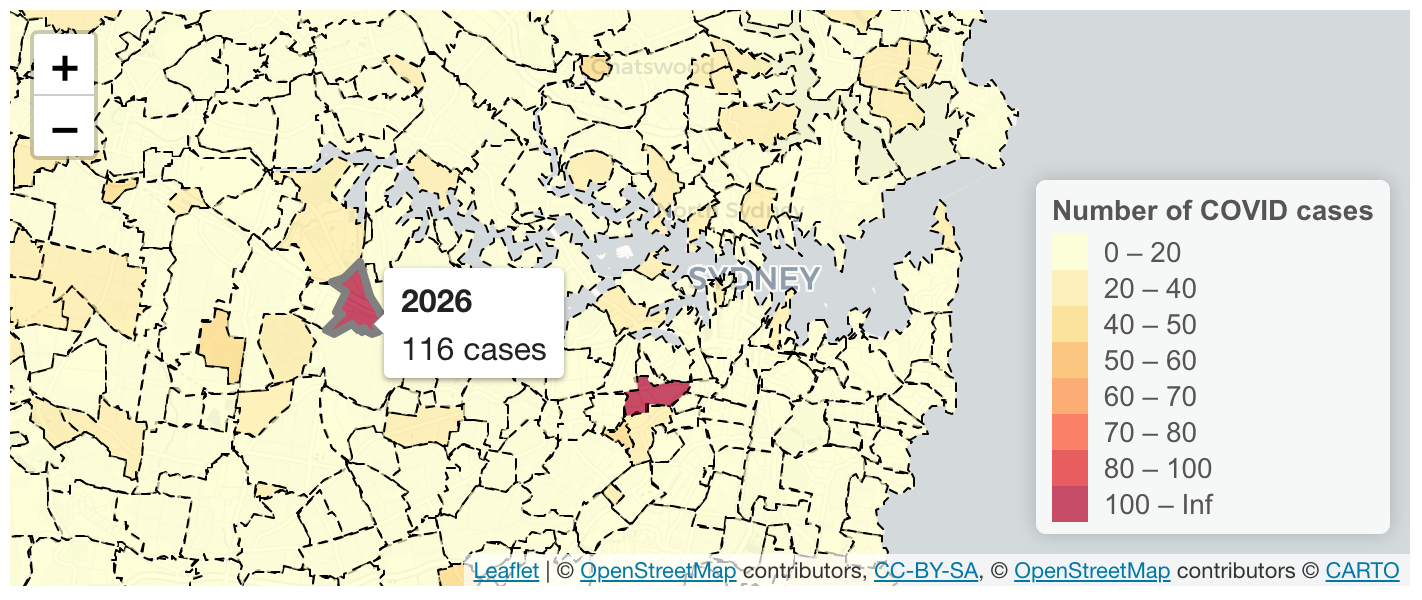 +
−
Chatswood
North Sydney
SYDNEY
2026
116 cases
Number of COVID cases
0 – 20
20 – 40
40 – 50
50 – 60
60 – 70
70 – 80
80 – 100
100 – Inf
Leaflet | © OpenStreetMap contributors, CC-BY-SA, © OpenStreetMap contributors © CARTO